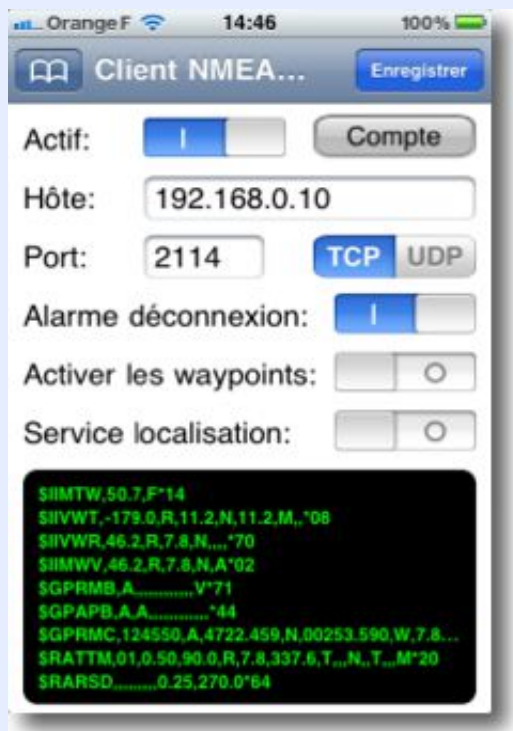 Orange F 14:46 100%
Client NMEA... Enregistrer
Actif: Compte
Hôte: 192.168.0.10
Port: 2114 TCP UDP
Alarme déconnexion:
Activer les waypoints:
Service localisation:
$IIMTW,50.7,F*14
$IIVWT,-179.0,R,11.2,N,11.2,M,,*08
$IIVWR,46.2,R,7.8,N,,,,*70
$IIMWV,46.2,R,7.8,N,A*02
$GPRMB,A,,,,,,,,,,,,V*71
$GPAPB,A,A,,,,,,,,,,,,,*44
$GPRMC,124550,A,4722.459,N,00253.590,W,7.8...
$RATTM,01,0.50,90.0,R,7.8,337.6,T,,,N,,T,,,M*20
$RARSD,,,,,,,,,0.25,270.0*64